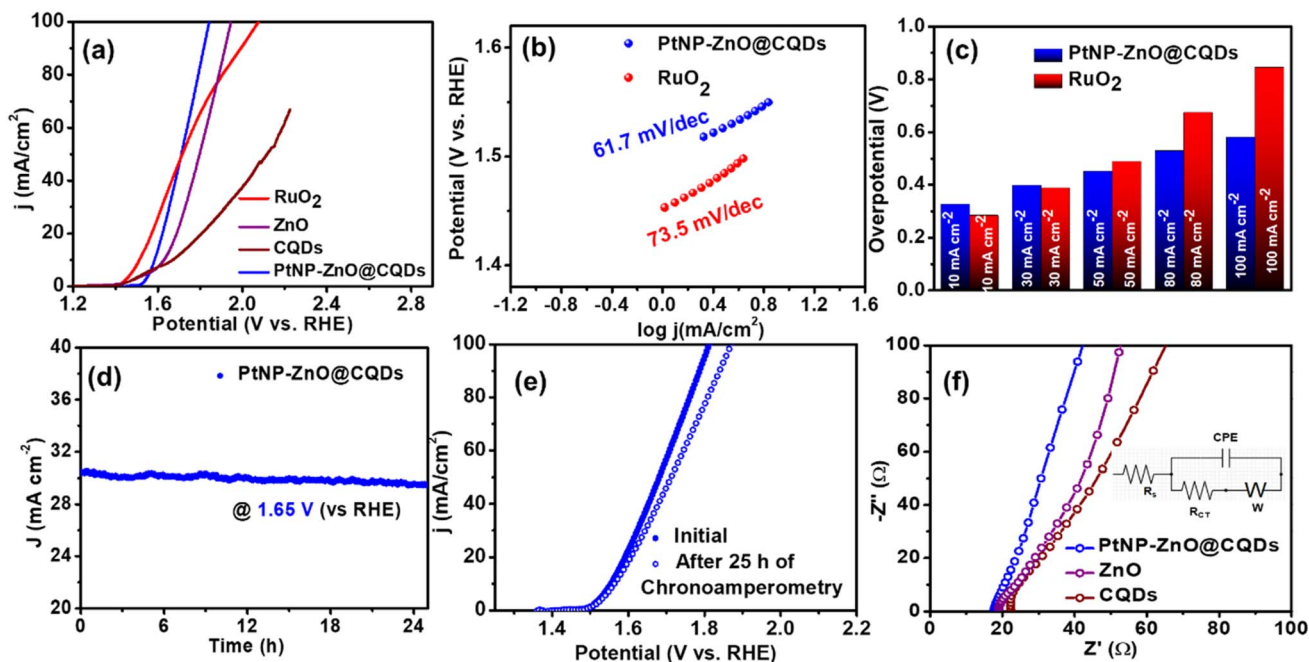 (a)
100
80
60
40
20
0
j (mA/cm²)
RuO₂
ZnO
CQDs
PtNP-ZnO@CQDs
1.2 1.6 2.0 2.4 2.8
Potential (V vs. RHE)
(b)
1.6
1.5
1.4
Potential (V vs. RHE)
PtNP-ZnO@CQDs
RuO₂
61.7 mV/dec
73.5 mV/dec
-1.2 -0.6 0.0 0.6 1.2 1.8
log j(mA/cm²)
(c)
1.0
0.8
0.6
0.4
0.2
0.0
Overpotential (V)
PtNP-ZnO@CQDs
RuO₂
10 mA cm⁻²
10 mA cm⁻²
30 mA cm⁻²
30 mA cm⁻²
50 mA cm⁻²
50 mA cm⁻²
80 mA cm⁻²
80 mA cm⁻²
100 mA cm⁻²
100 mA cm⁻²
(d)
40
36
32
28
24
20
J (mA cm⁻²)
PtNP-ZnO@CQDs
@ 1.65 V (vs RHE)
0 6 12 18 24
Time (h)
(e)
100
80
60
40
20
0
j (mA/cm²)
Initial
After 25 h of
Chronoamperometry
1.4 1.6 1.8 2.0 2.2
Potential (V vs. RHE)
(f)
-100
-80
-60
-40
-20
0
-Z'' (Ω)
CPE
Rs
RCT
W
PtNP-ZnO@CQDs
ZnO
CQDs
0 20 40 60 80 100
Z' (Ω)